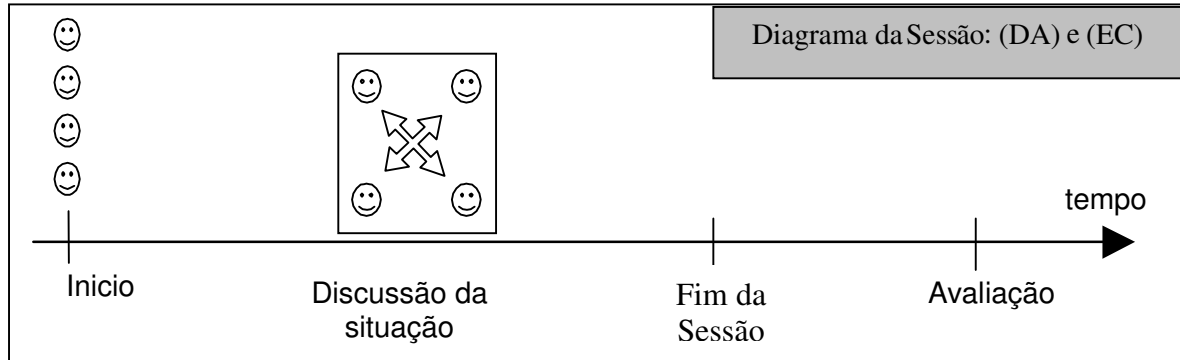 Diagrama da Sessão: (DA) e (EC)
tempo
Inicio
Discussão da
situação
Fim da
Sessão
Avaliação